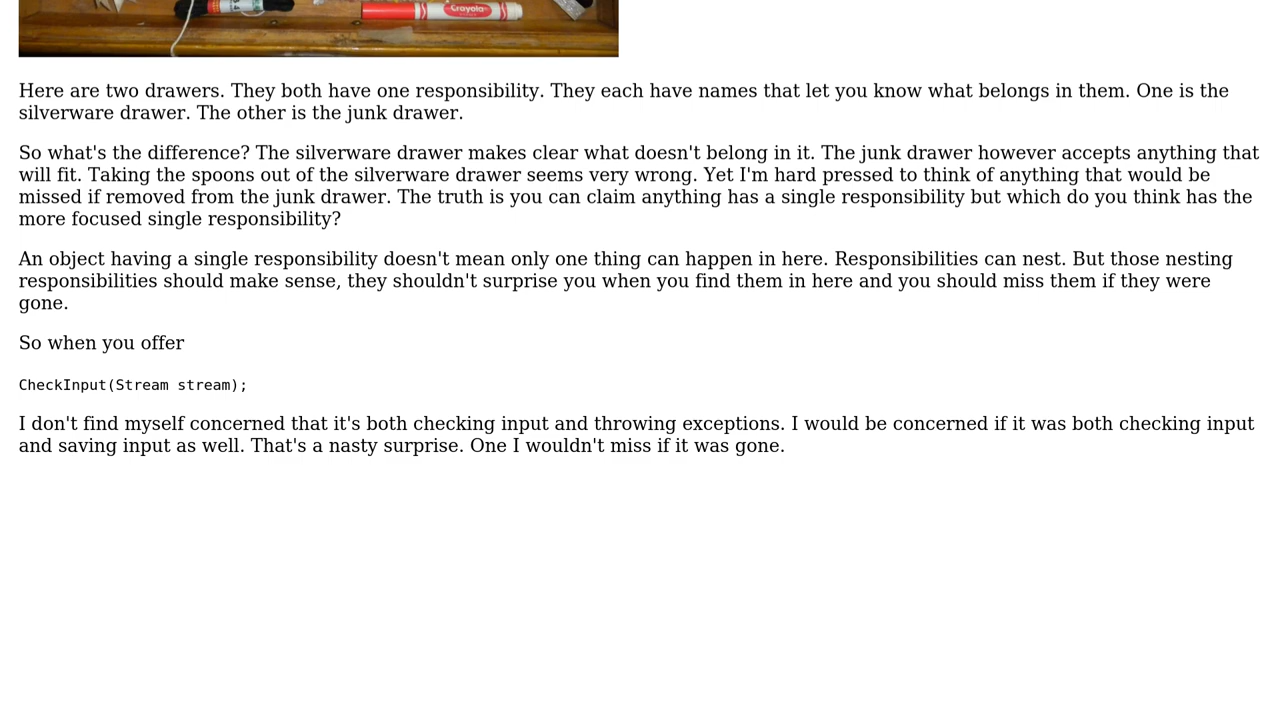 Crayola
Here are two drawers. They both have one responsibility. They each have names that let you know what belongs in them. One is the
silverware drawer. The other is the junk drawer.
So what's the difference? The silverware drawer makes clear what doesn't belong in it. The junk drawer however accepts anything that
will fit. Taking the spoons out of the silverware drawer seems very wrong. Yet I'm hard pressed to think of anything that would be
missed if removed from the junk drawer. The truth is you can claim anything has a single responsibility but which do you think has the
more focused single responsibility?
An object having a single responsibility doesn't mean only one thing can happen in here. Responsibilities can nest. But those nesting
responsibilities should make sense, they shouldn't surprise you when you find them in here and you should miss them if they were
gone.
So when you offer
CheckInput(Stream stream);
I don't find myself concerned that it's both checking input and throwing exceptions. I would be concerned if it was both checking input
and saving input as well. That's a nasty surprise. One I wouldn't miss if it was gone.